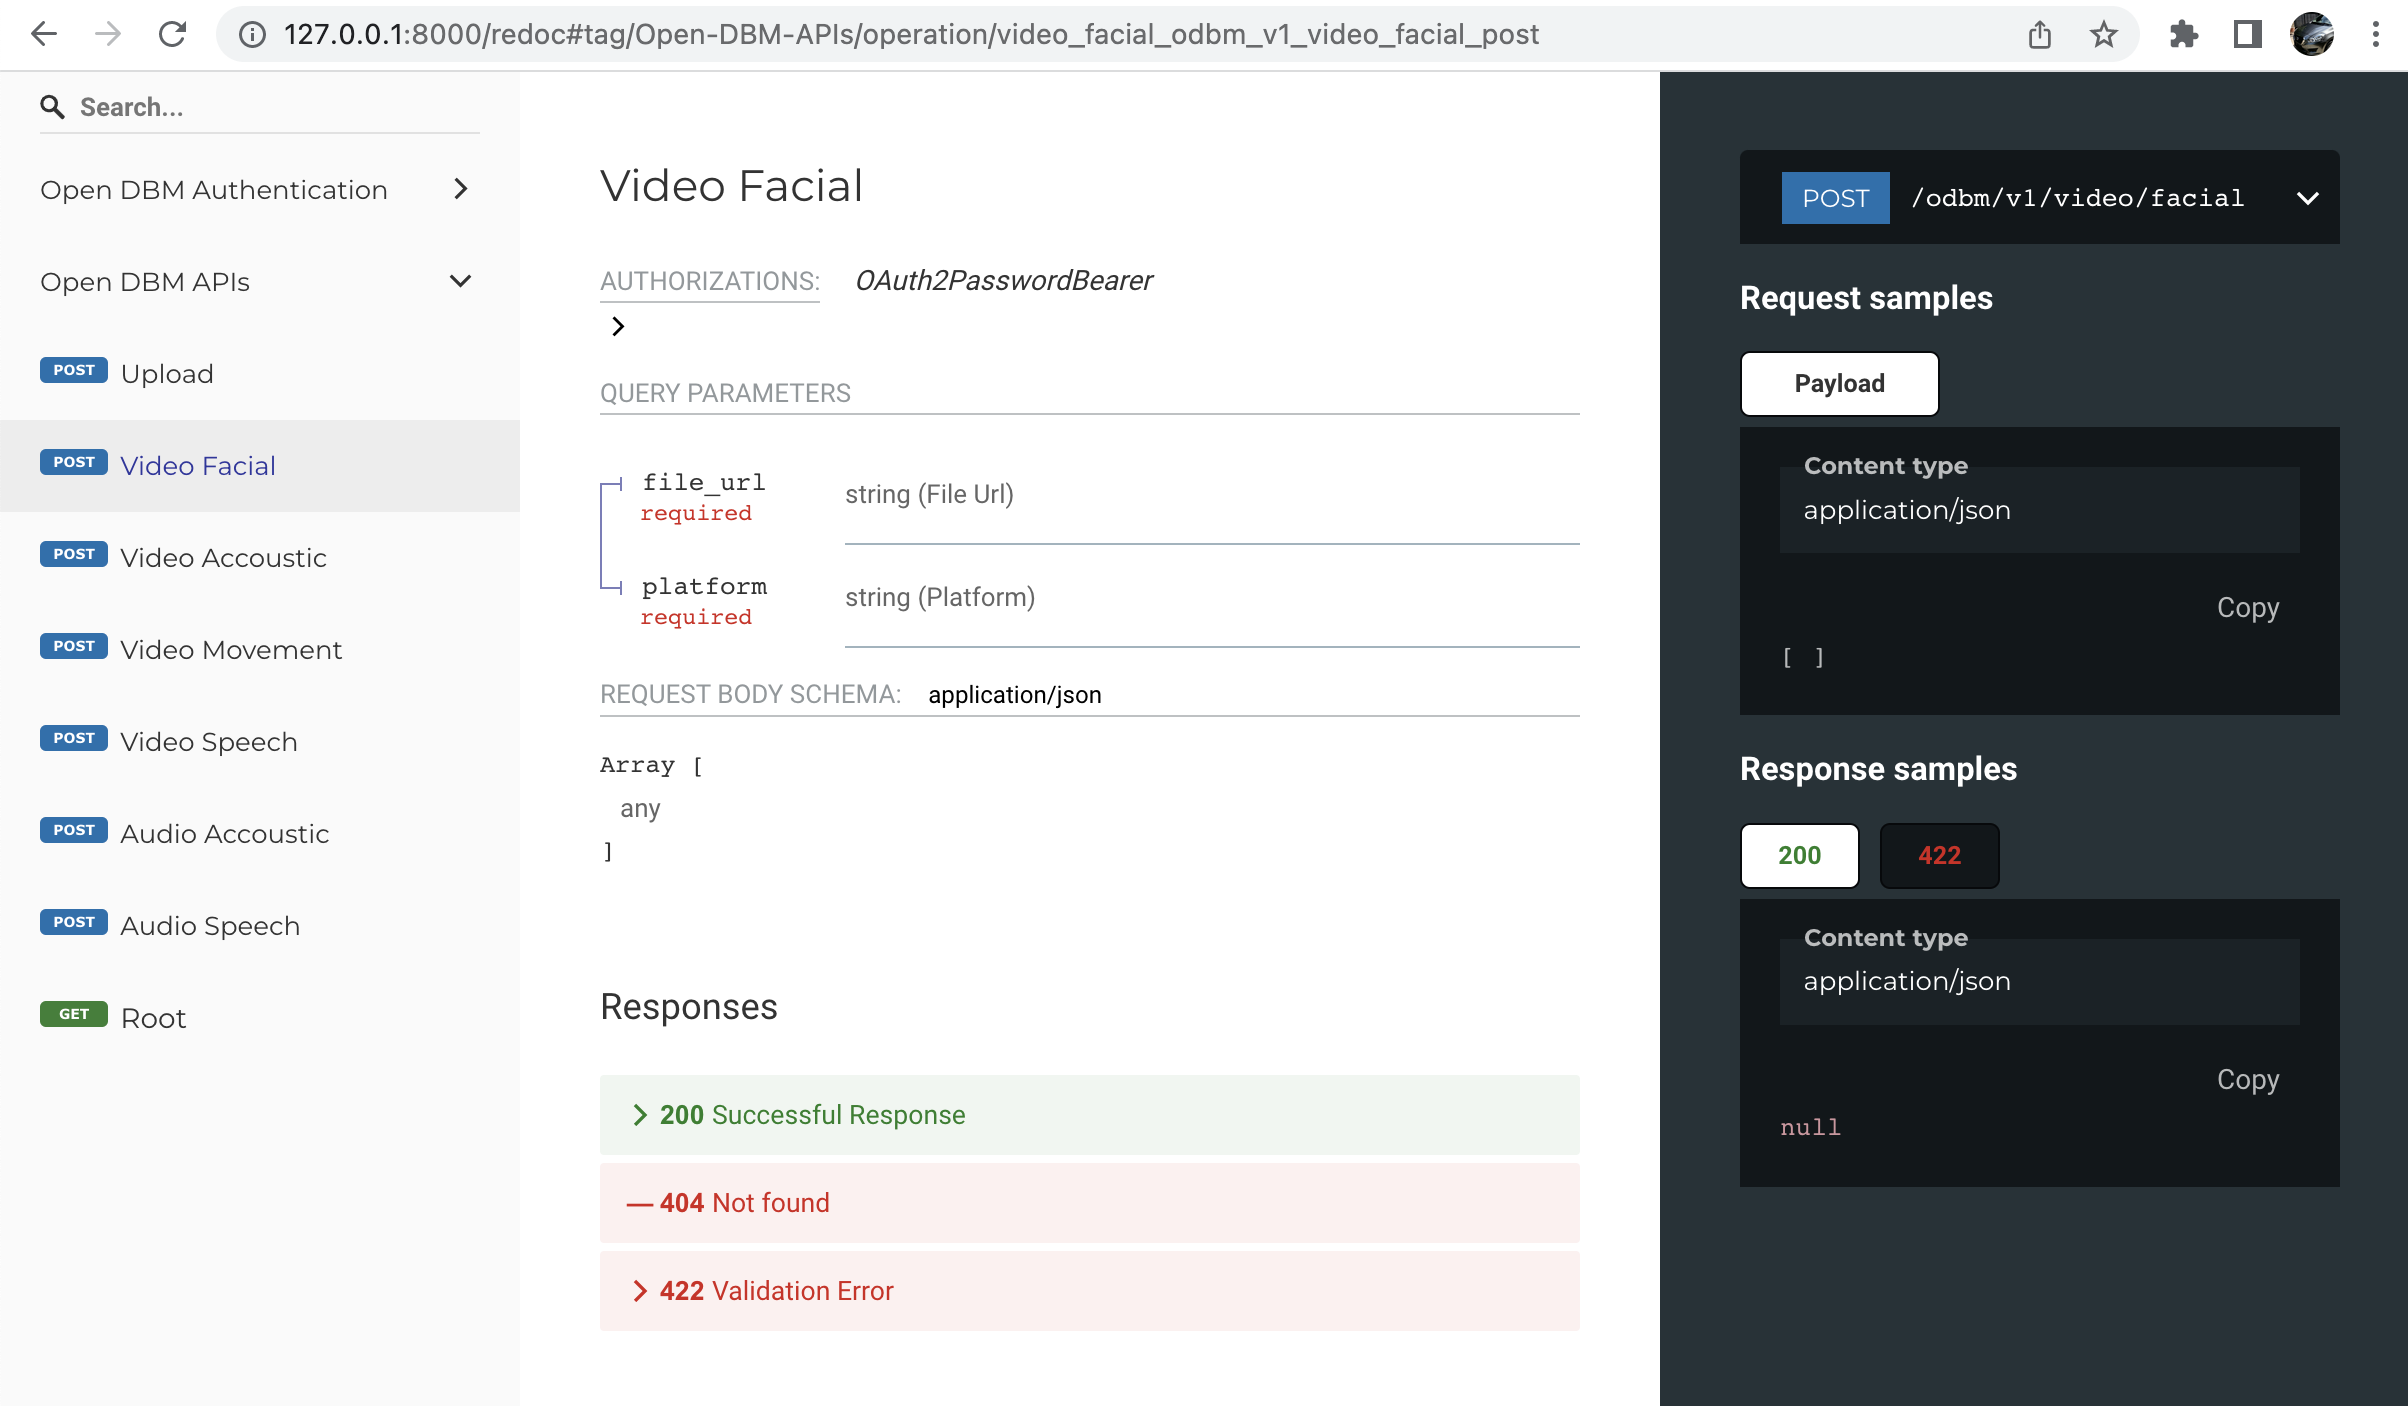 127.0.0.1:8000/redoc#tag/Open-DBM-APIs/operation/video_facial_odbm_v1_video_facial_post
Search...
Open DBM Authentication
Open DBM APIs
POST Upload
POST Video Facial
POST Video Accoustic
POST Video Movement
POST Video Speech
POST Audio Accoustic
POST Audio Speech
GET Root
Video Facial
AUTHORIZATIONS: OAuth2PasswordBearer
QUERY PARAMETERS
file_url
required
string (File Url)
platform
required
string (Platform)
REQUEST BODY SCHEMA: application/json
Array [
any
]
Responses
200 Successful Response
404 Not found
422 Validation Error
POST /odbm/v1/video/facial
Request samples
Payload
Content type
application/json
Copy
[ ]
Response samples
200 422
Content type
application/json
Copy
null